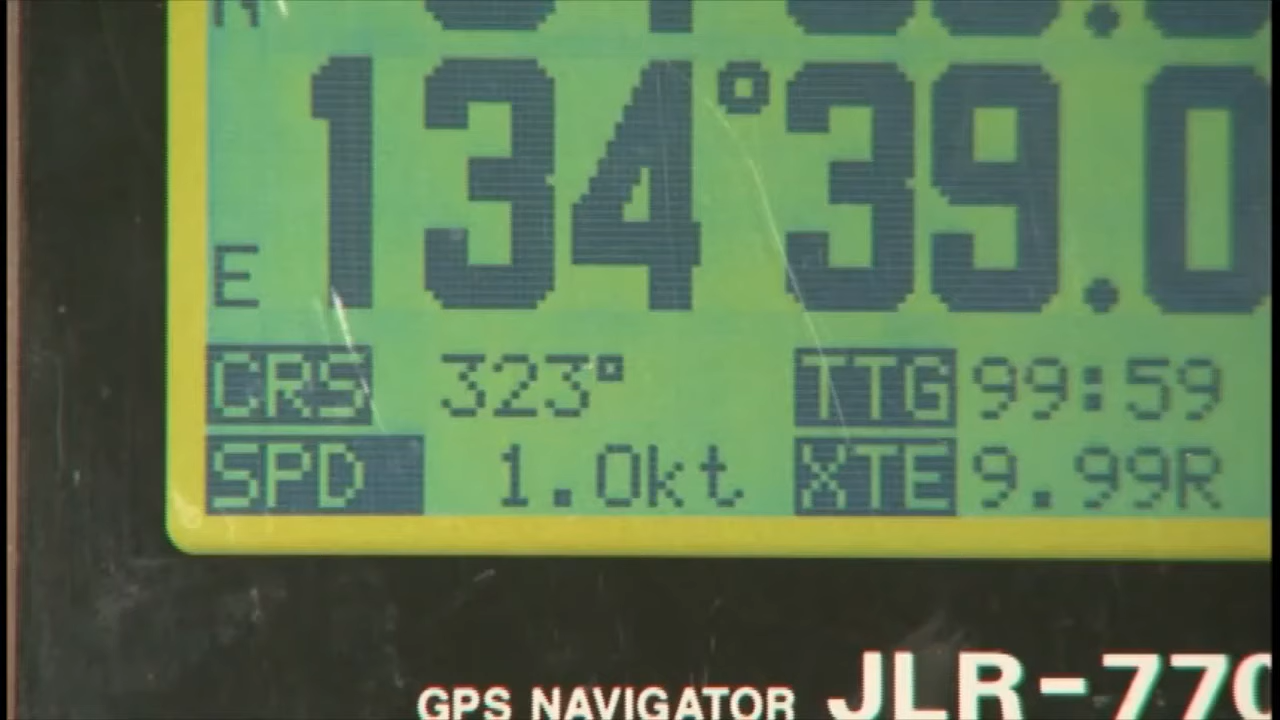 N
E 134°39.0
CRS 323° TTG 99:59
SPD 1.0kt XTE 9.99R
GPS NAVIGATOR JLR-770